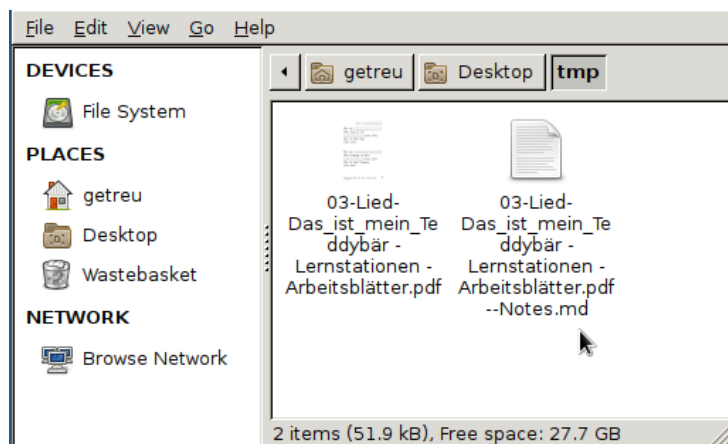 File Edit View Go Help
DEVICES
File System
PLACES
getreu
Desktop
Wastebasket
NETWORK
Browse Network
getreu Desktop tmp
03-Lied-
Das_ist_mein_Te
ddybär -
Lernstationen -
Arbeitsblätter.pdf
03-Lied-
Das_ist_mein_Te
ddybär -
Lernstationen -
Arbeitsblätter.pdf
--Notes.md
2 items (51.9 kB), Free space: 27.7 GB